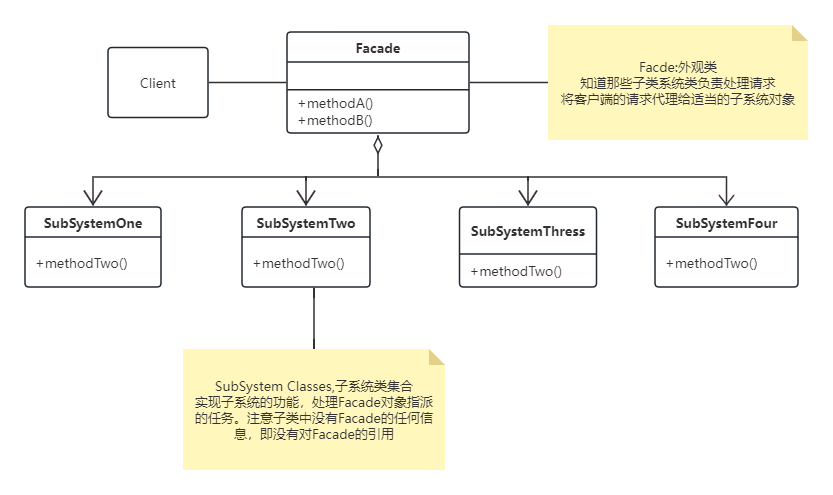 Client
Facade
+methodA()
+methodB()
Facde:外观类
知道那些子类系统类负责处理请求
将客户端的请求代理给适当的子系统对象
SubSystemOne
+methodTwo()
SubSystemTwo
+methodTwo()
SubSystemThress
+methodTwo()
SubSystemFour
+methodTwo()
SubSystem Classes,子系统类集合
实现子系统的功能，处理Facade对象指派
的任务。注意子类中没有Facade的任何信
息，即没有对Facade的引用